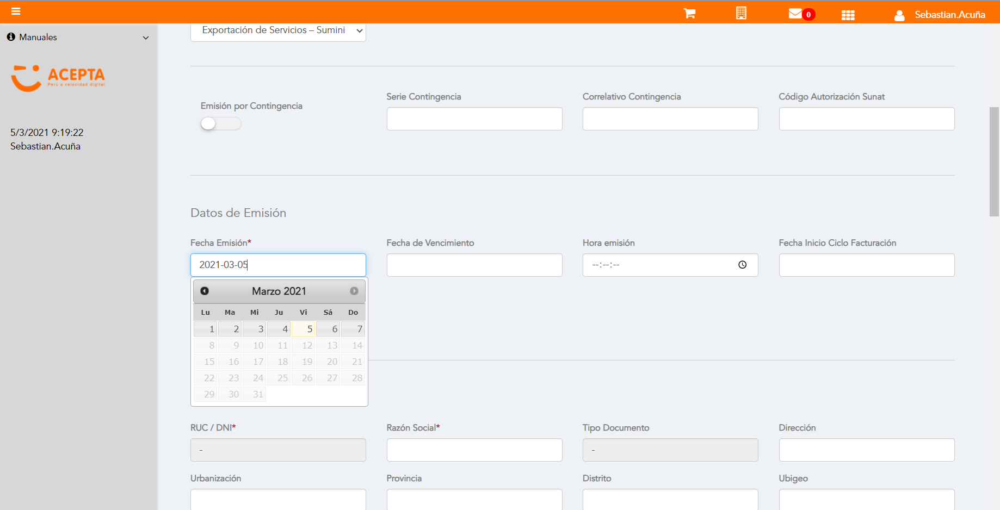 0
Sebastian.Acuña
Manuales
ACEPTA
Perú a velocidad digital
5/3/2021 9:19:22
Sebastian.Acuña
Exportación de Servicios – Sumini
Emisión por Contingencia
Serie Contingencia
Correlativo Contingencia
Código Autorización Sunat
Datos de Emisión
Fecha Emisión*
Fecha de Vencimiento
Hora emisión
Fecha Inicio Ciclo Facturación
2021-03-05
--:--:--
Marzo 2021
Lu Ma Mi Ju Vi Sá Do
1 2 3 4 5 6 7
8 9 10 11 12 13 14
15 16 17 18 19 20 21
22 23 24 25 26 27 28
29 30 31
RUC / DNI*
Razón Social*
Tipo Documento
Dirección
-
-
Urbanización
Provincia
Distrito
Ubigeo